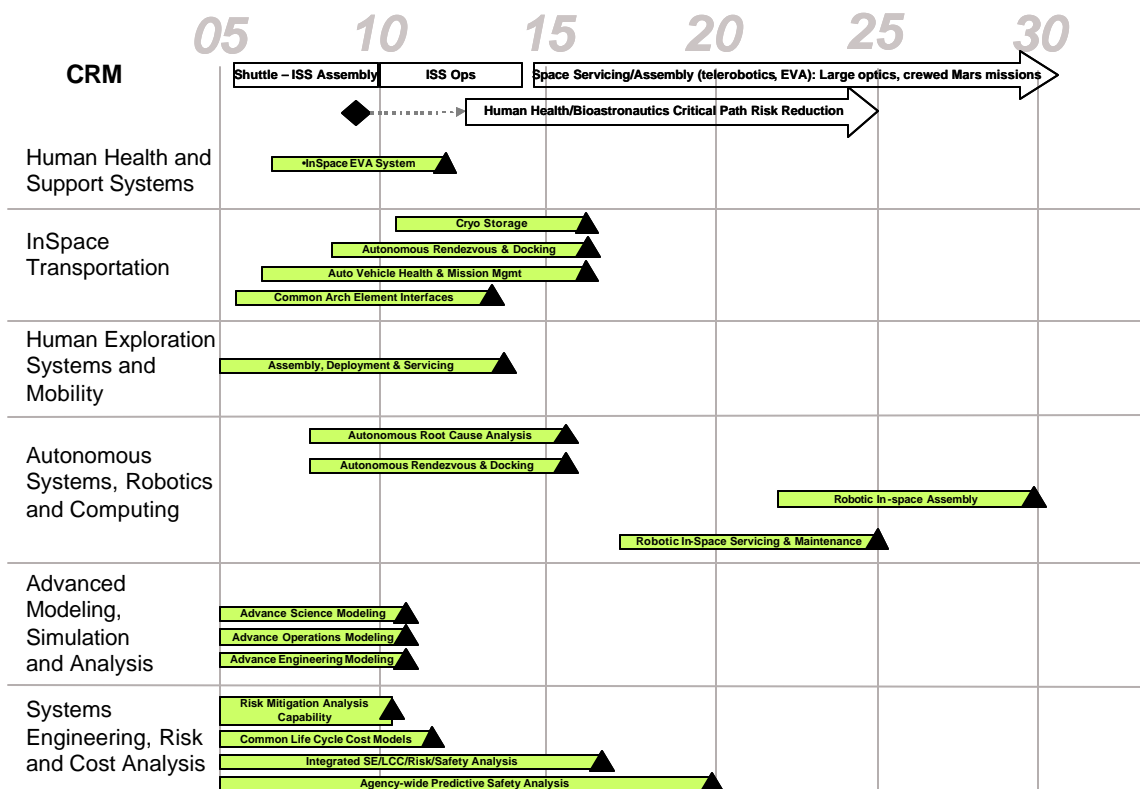 05 10 15 20 25 30
CRM
Shuttle – ISS Assembly
ISS Ops
Space Servicing/Assembly (telerobotics, EVA): Large optics, crewed Mars missions
Human Health/Bioastronautics Critical Path Risk Reduction
Human Health and
Support Systems
•InSpace EVA System
InSpace
Transportation
Cryo Storage
Autonomous Rendezvous & Docking
Auto Vehicle Health & Mission Mgmt
Common Arch Element Interfaces
Human Exploration
Systems and
Mobility
Assembly, Deployment & Servicing
Autonomous
Systems, Robotics
and Computing
Autonomous Root Cause Analysis
Autonomous Rendezvous & Docking
Robotic In-space Assembly
Robotic In-Space Servicing & Maintenance
Advanced
Modeling,
Simulation
and Analysis
Advance Science Modeling
Advance Operations Modeling
Advance Engineering Modeling
Systems
Engineering, Risk
and Cost Analysis
Risk Mitigation Analysis
Capability
Common Life Cycle Cost Models
Integrated SE/LCC/Risk/Safety Analysis
Agency-wide Predictive Safety Analysis